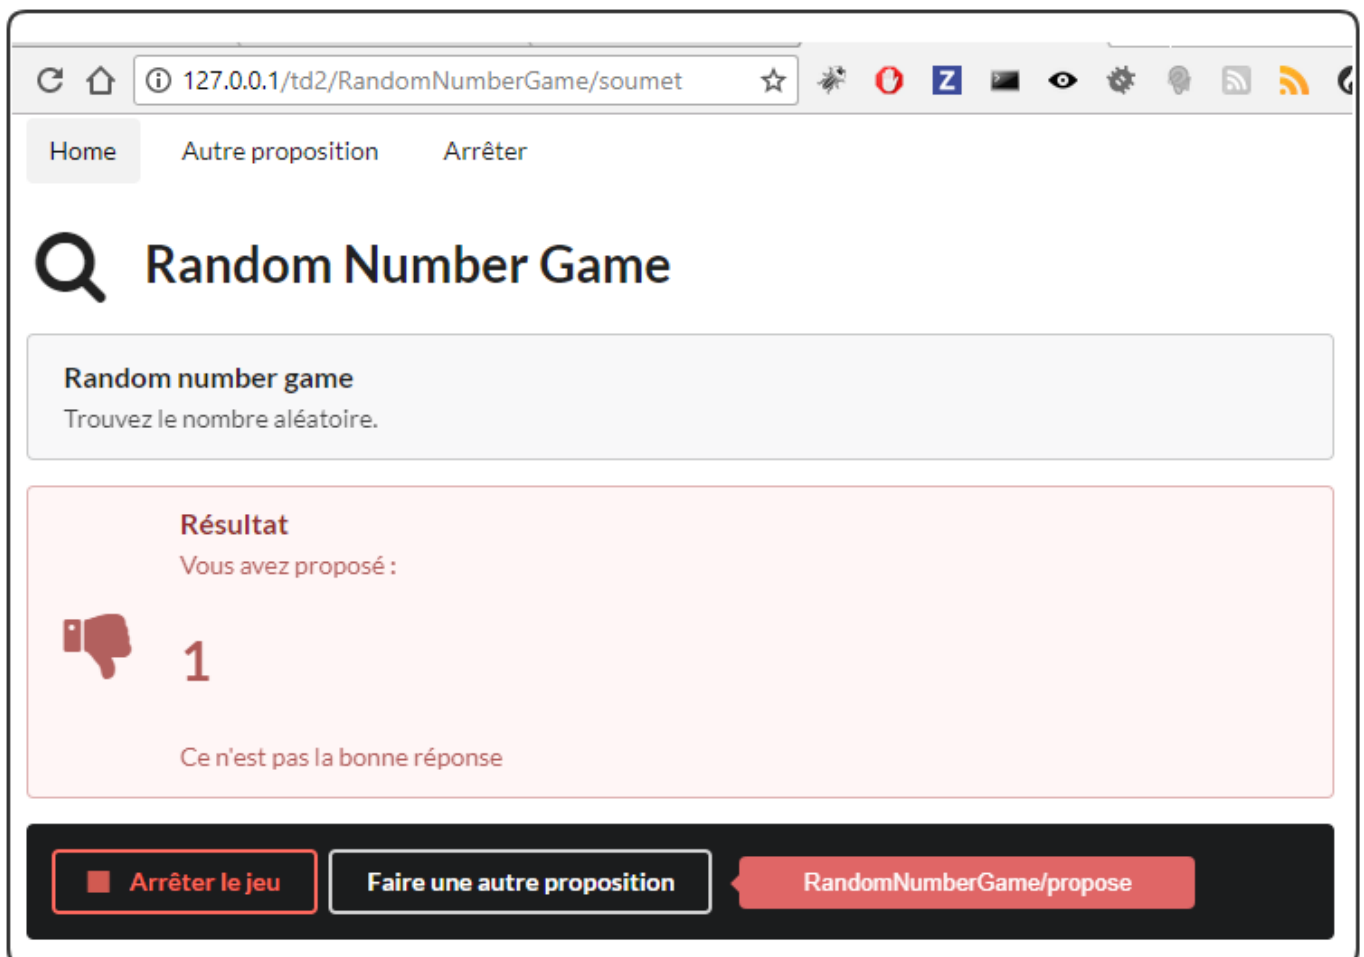 127.0.0.1/td2/RandomNumberGame/soumet
Z
Home Autre proposition Arrêter
Random Number Game
Random number game
Trouvez le nombre aléatoire.
Résultat
Vous avez proposé :
1
Ce n'est pas la bonne réponse
Arrêter le jeu Faire une autre proposition RandomNumberGame/propose